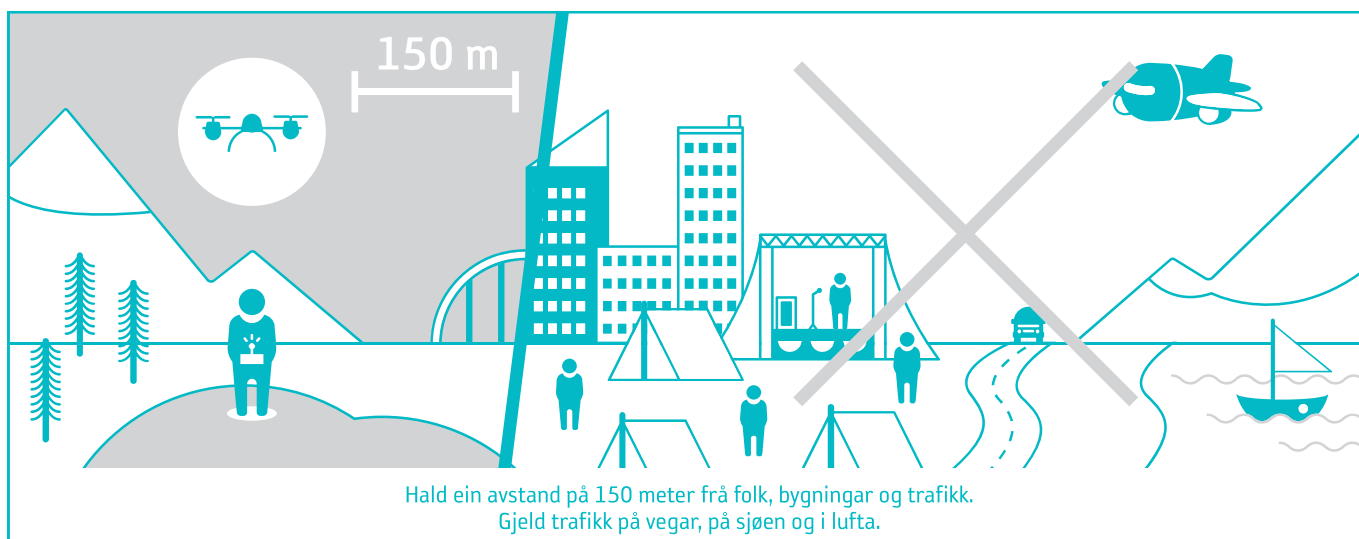 150 m
Hald ein avstand på 150 meter frå folk, bygningar og trafikk.
Gjeld trafikk på vegar, på sjøen og i lufta.